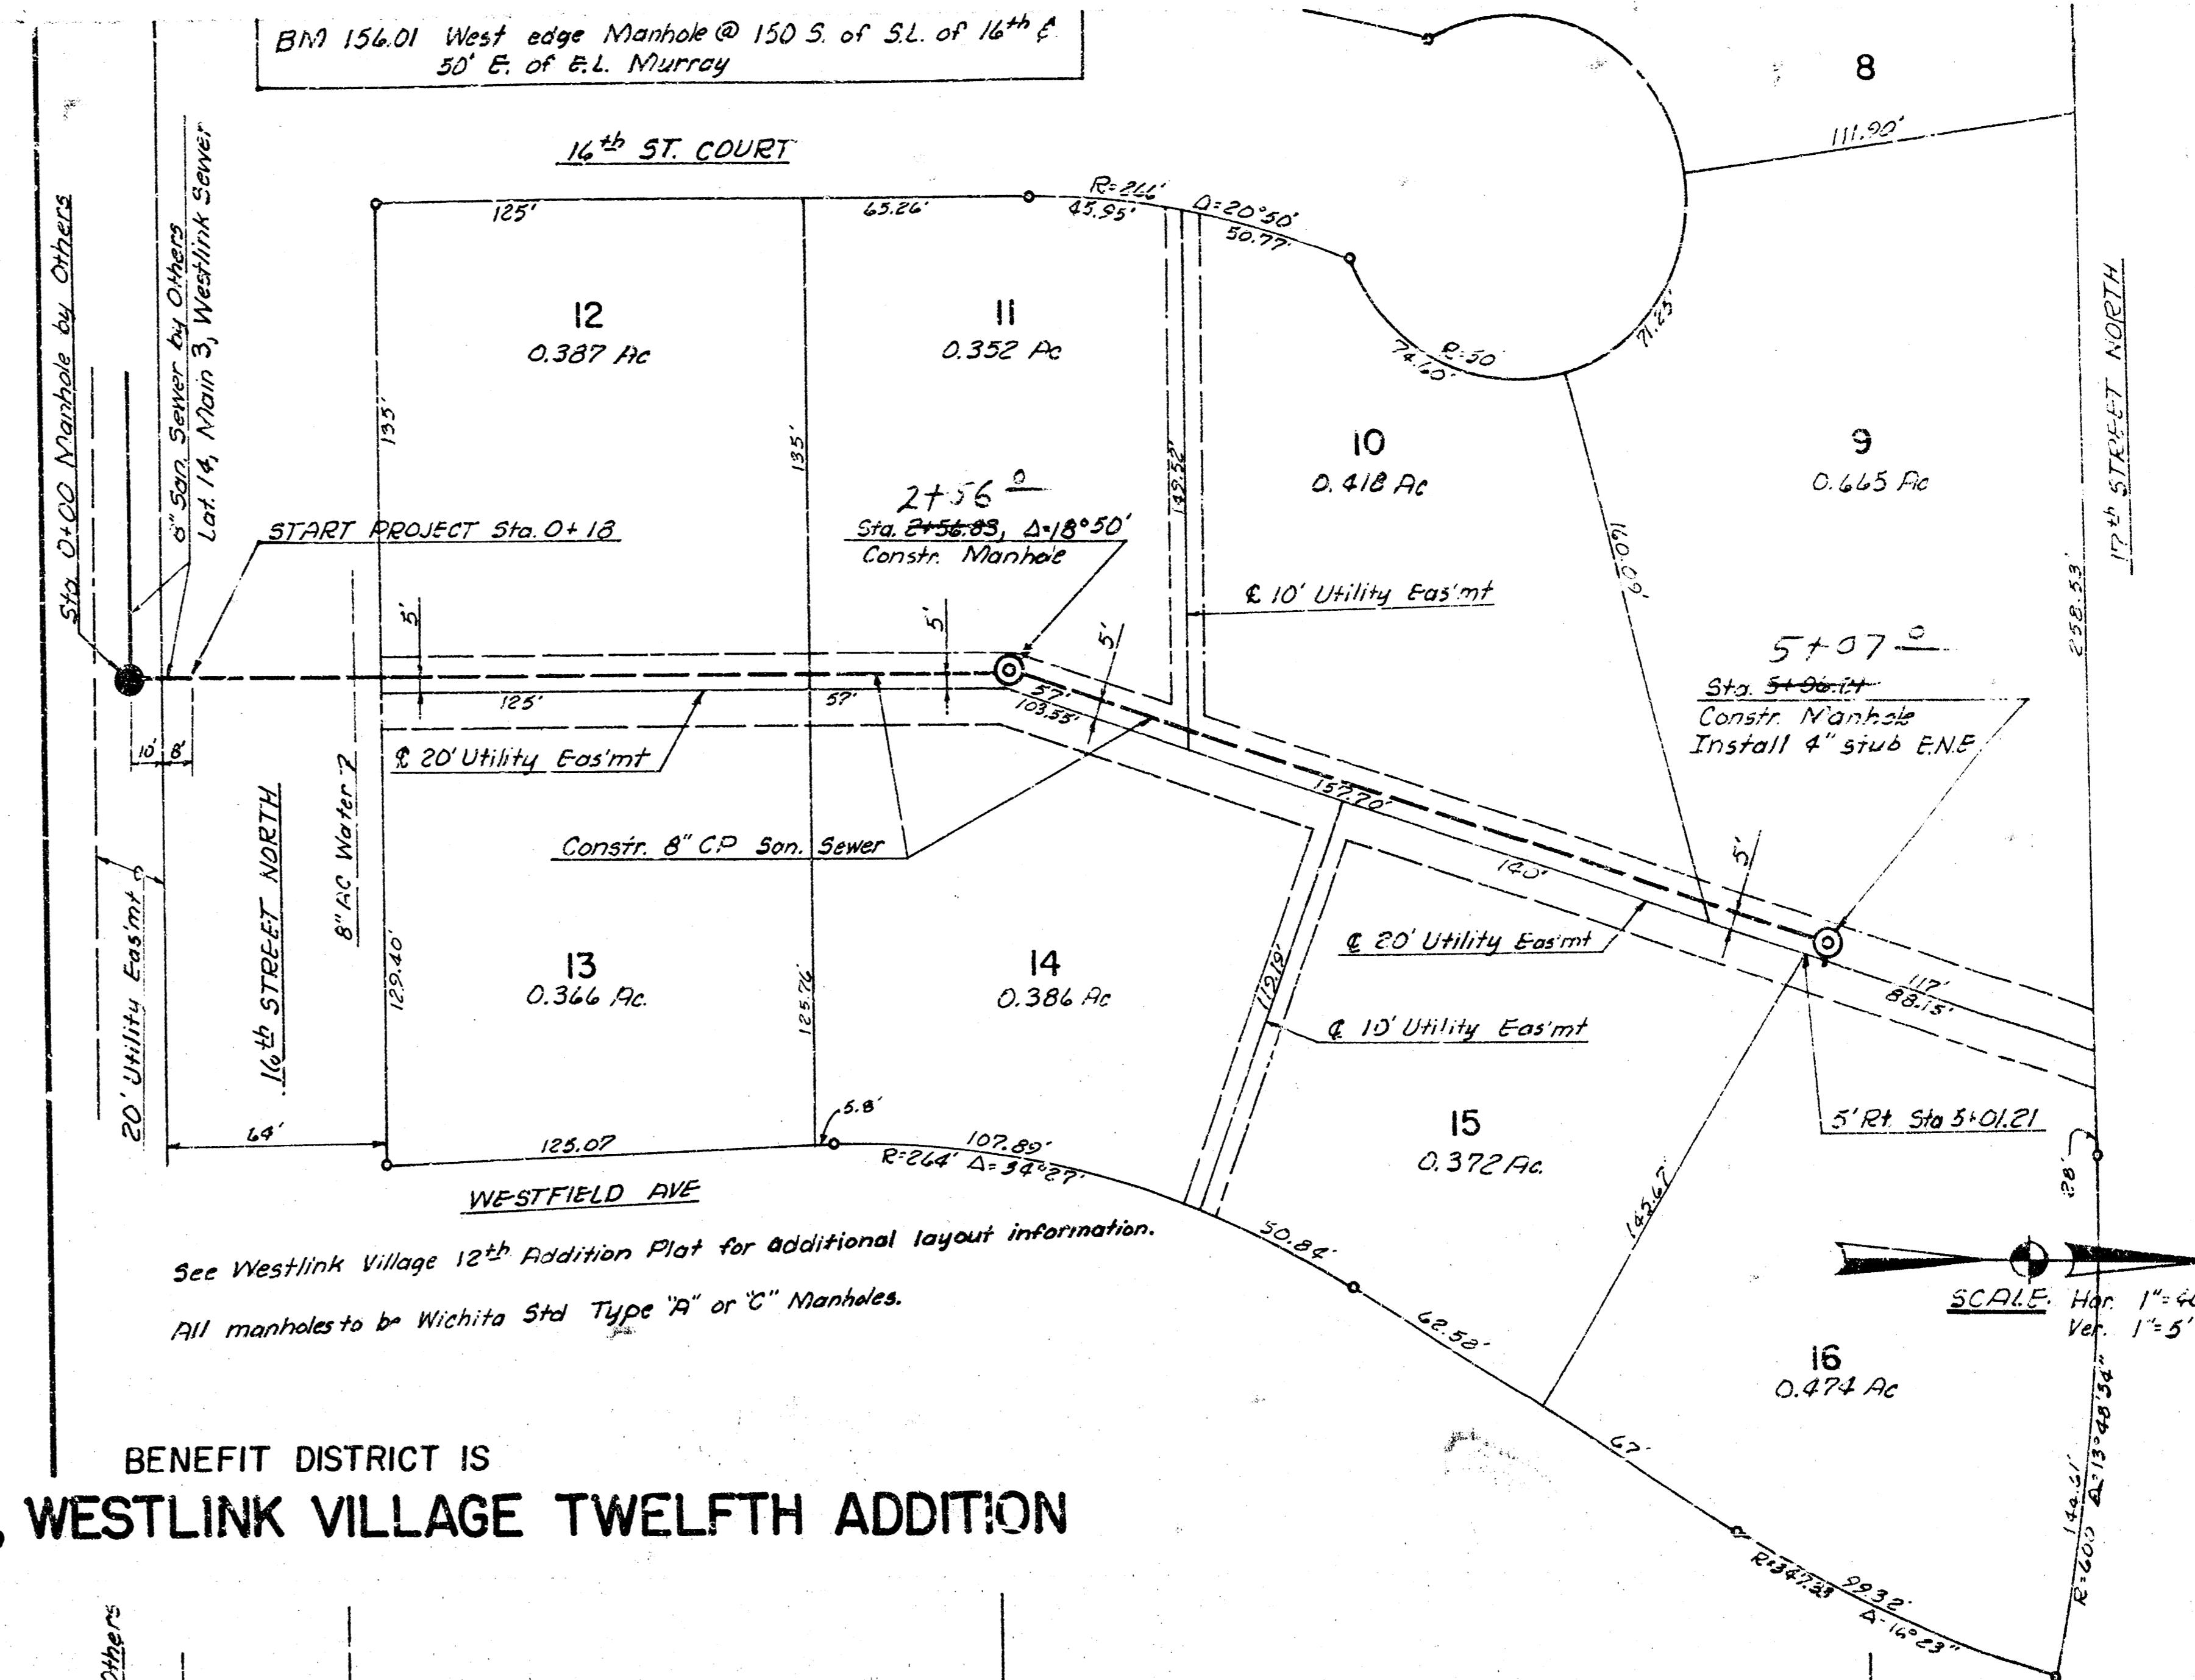 BM 156.01 West edge Manhole @ 150 S. of S.L. of 16th &
50' E. of E.L. Murray
16th ST. COURT
8
111.90'
125'
65.26'
R=266'
45.95'
Δ=20°50'
50.77'
Sta. 0+00 Manhole by Others
8" San. Sewer by Others
Lat. 14, Main 3, Westlink Sewer
12
0.387 Ac
11
0.352 Ac
R=50'
74.60'
71.23'
17th STREET NORTH
135'
135'
149.52'
10
0.418 Ac
9
0.665 Ac
2+56 0
Sta. 2+56.83, Δ=18°50'
Constr. Manhole
START PROJECT Sta. 0+18
160.09'
258.53'
5'
5'
5'
℄ 10' Utility Eas'mt
5+07 0
Sta.
Constr. Manhole
Install 4" stub E.N.E.
125'
57'
57'
103.55'
10'
8'
℄ 20' Utility Eas'mt
157.70'
Constr. 8" CP San. Sewer
140'
5'
20' Utility Eas'mt
16th STREET NORTH
8" AC Water
129.40'
125.76'
119.19'
13
0.366 Ac.
14
0.386 Ac
℄ 20' Utility Eas'mt
℄ 10' Utility Eas'mt
117'
88.15'
15
0.372 Ac.
5' Rt. Sta 5+01.21
64'
125.07
5.8'
107.89'
R=264' Δ=34°27'
28'
145.67'
WESTFIELD AVE
50.84'
See Westlink Village 12th Addition Plat for additional layout information.
All manholes to be Wichita Std Type "A" or "C" Manholes.
62.58'
SCALE: Hor. 1"=40
Ver. 1"=5'
16
0.474 Ac
67'
144.61'
R=600 Δ=13°48'34"
BENEFIT DISTRICT IS
, WESTLINK VILLAGE TWELFTH ADDITION
99.32'
R=347.33 Δ=16°23"
Others